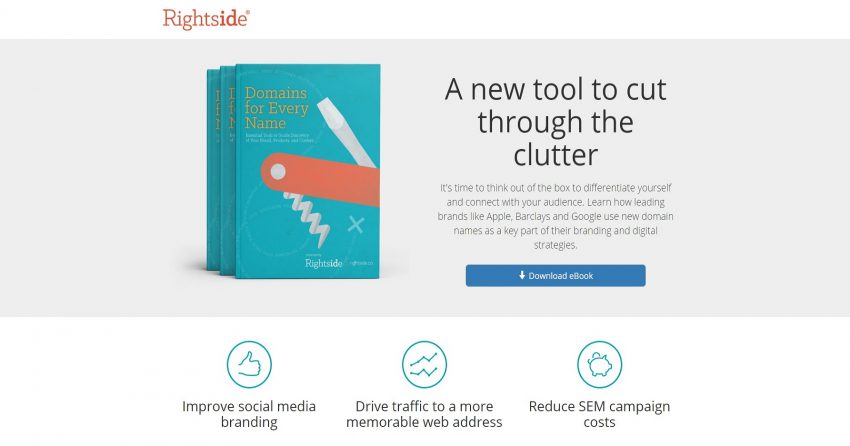 Rightside®
Domains
for Every
Name
Essential Tools to Guide Discovery
of Your Brand, Products, and Content
Rightside
rightside.co
A new tool to cut
through the
clutter
It's time to think out of the box to differentiate yourself
and connect with your audience. Learn how leading
brands like Apple, Barclays and Google use new domain
names as a key part of their branding and digital
strategies.
Download eBook
Improve social media
branding
Drive traffic to a more
memorable web address
Reduce SEM campaign
costs